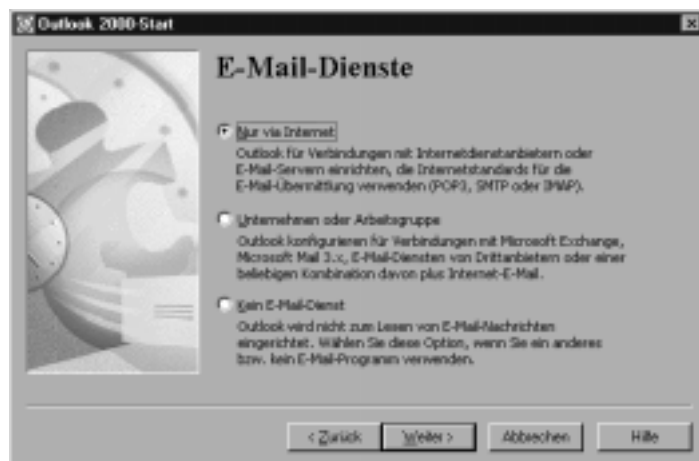 Outlook 2000-Start
E-Mail-Dienste
Nur via Internet
Outlook für Verbindungen mit Internetdienstanbietern oder
E-Mail-Servern einrichten, die Internetstandards für die
E-Mail-Übermittlung verwenden (POP3, SMTP oder IMAP).
Unternehmen oder Arbeitsgruppe
Outlook konfigurieren für Verbindungen mit Microsoft Exchange,
Microsoft Mail 3.x, E-Mail-Diensten von Drittanbietern oder einer
beliebigen Kombination davon plus Internet-E-Mail.
Kein E-Mail-Dienst
Outlook wird nicht zum Lesen von E-Mail-Nachrichten
eingerichtet. Wählen Sie diese Option, wenn Sie ein anderes
bzw. kein E-Mail-Programm verwenden.
< Zurück
Weiter >
Abbrechen
Hilfe